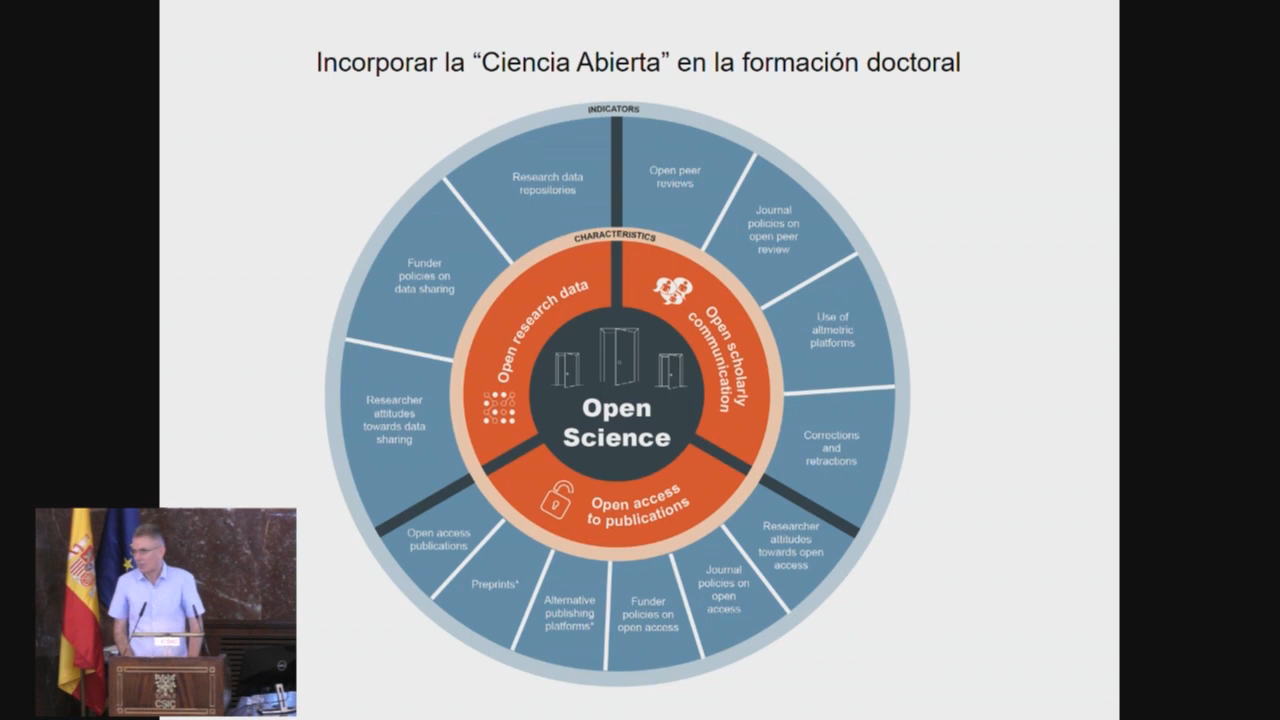 Incorporar la “Ciencia Abierta” en la formación doctoral
INDICATORS
Research data
repositories
Open peer
reviews
Journal
policies on
open peer
review
Funder
policies on
data sharing
Use of
altmetric
platforms
Researcher
attitudes
towards data
sharing
Corrections
and
retractions
CHARACTERISTICS
Open research data
Open scholarly
communication
Open
Science
Open access
to publications
Open access
publications
Preprints*
Alternative
publishing
platforms*
Funder
policies on
open access
Journal
policies on
open
access
Researcher
attitudes
towards open
access
CSIC